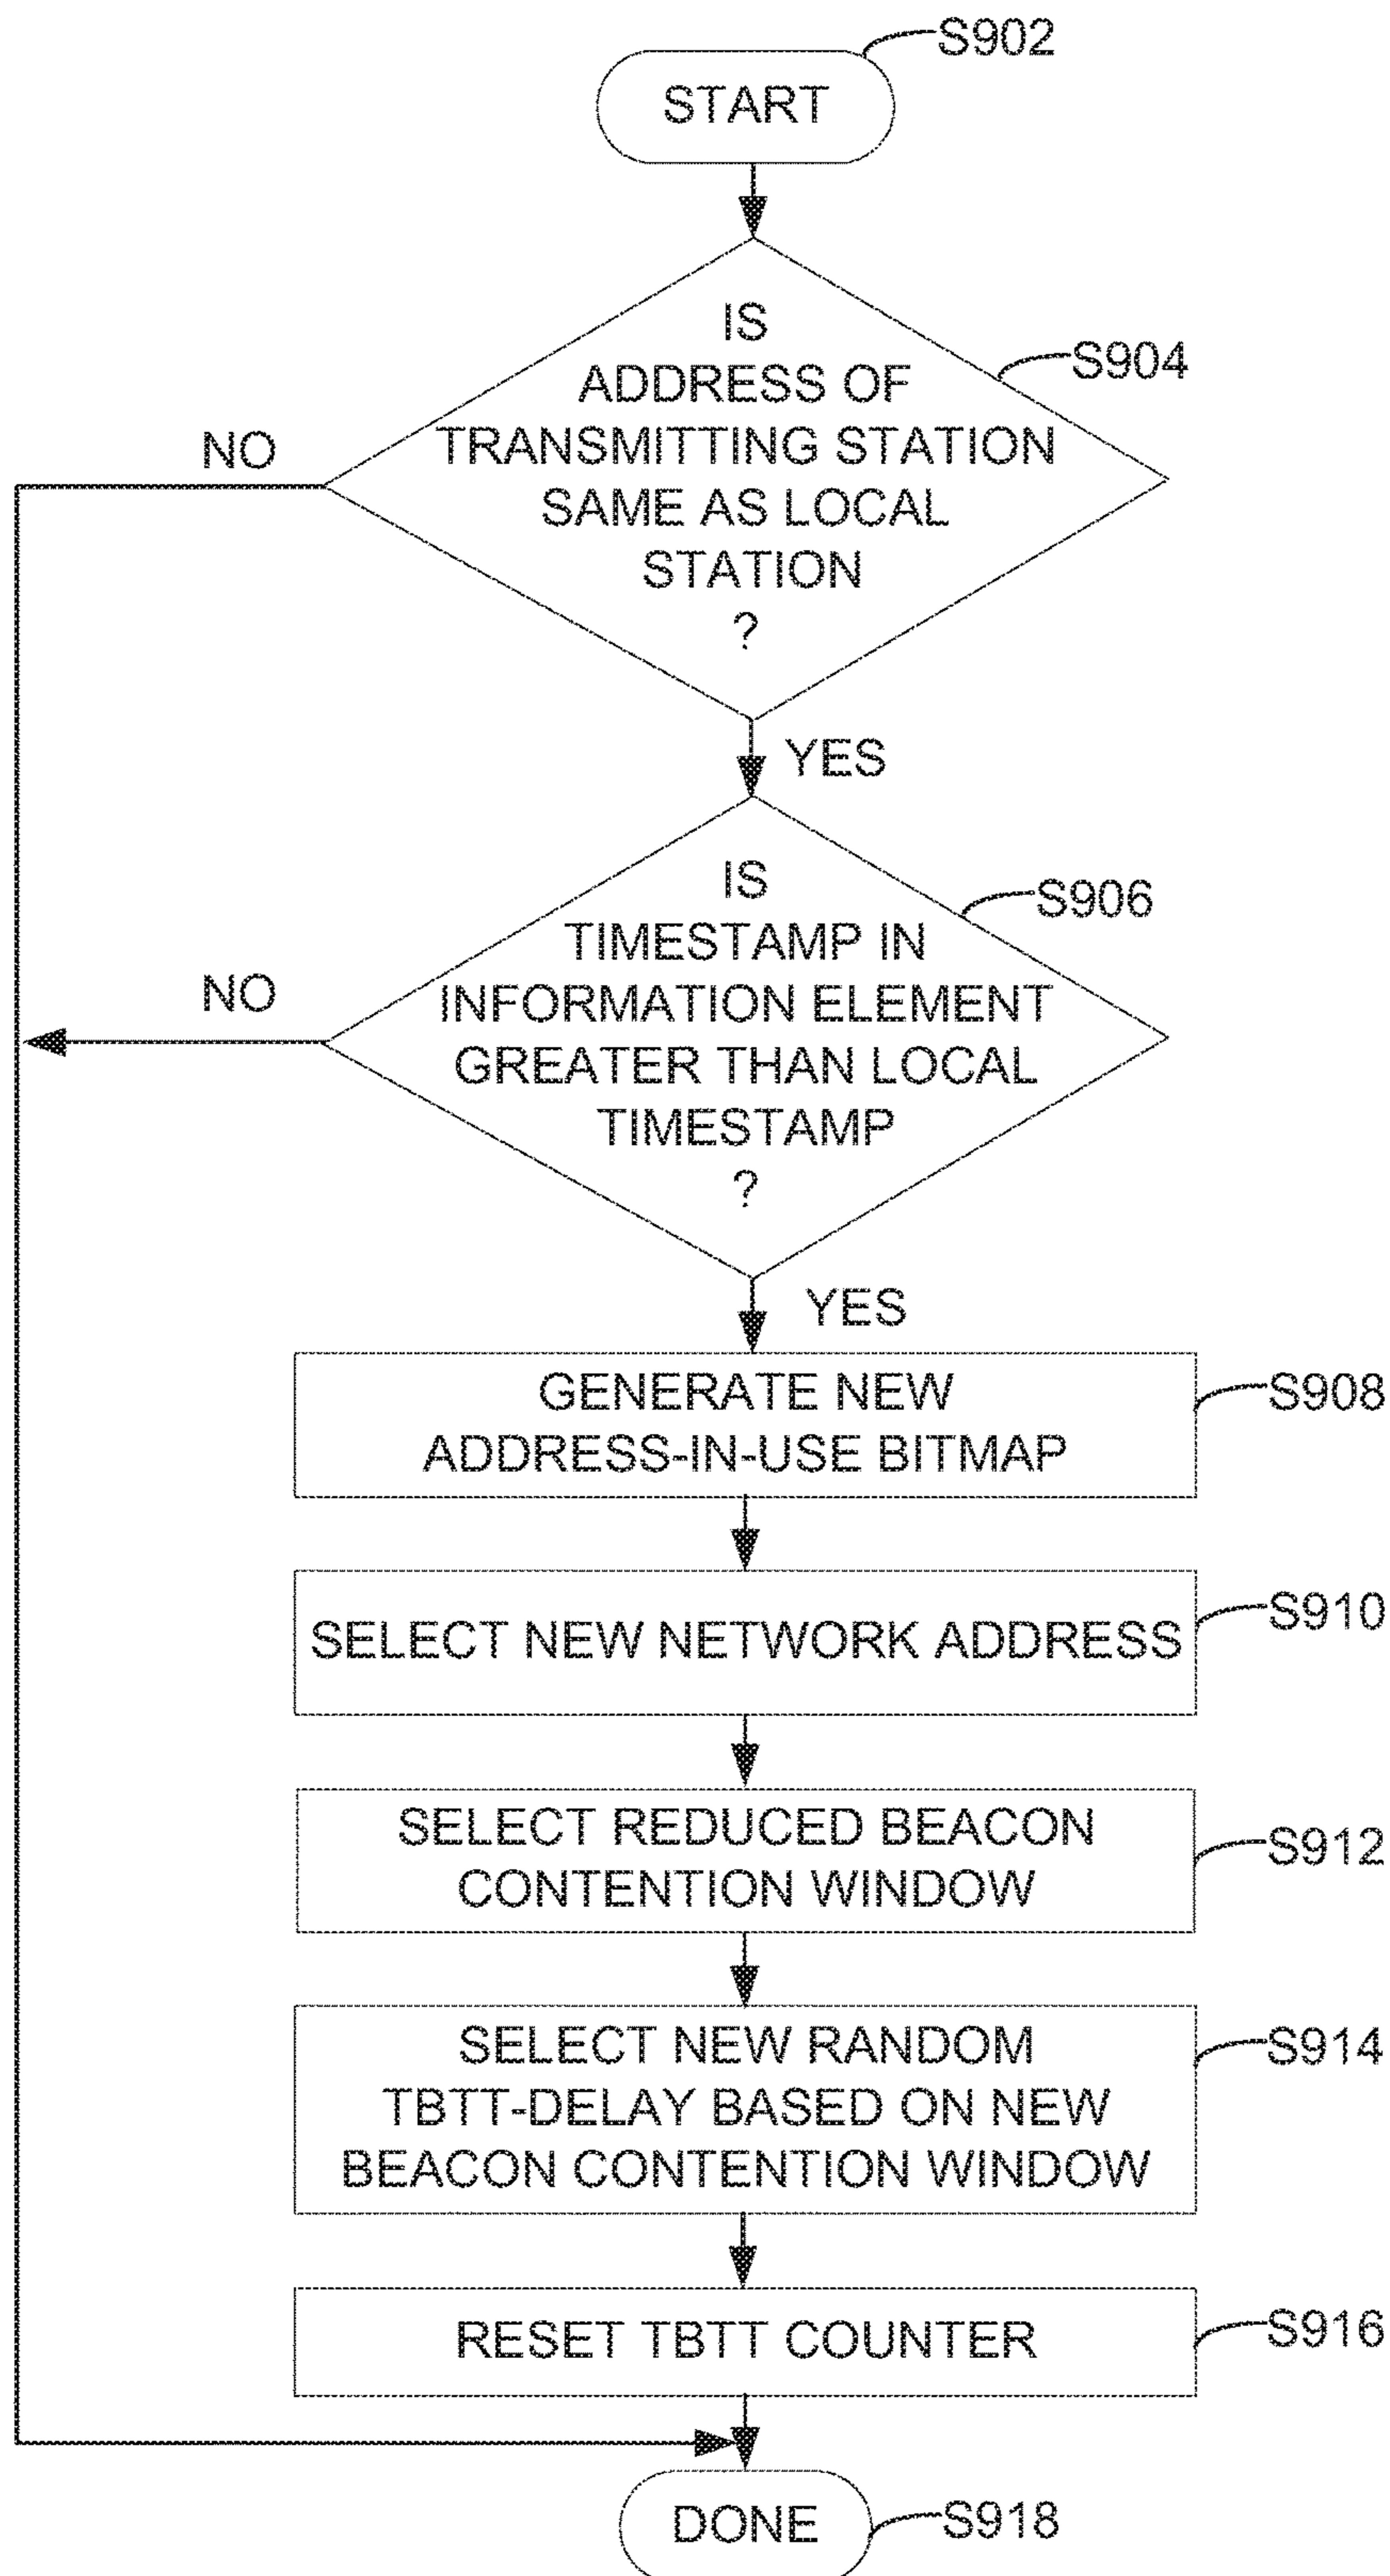 S902
START
IS
ADDRESS OF
TRANSMITTING STATION
SAME AS LOCAL
STATION
?
S904
NO
YES
IS
TIMESTAMP IN
INFORMATION ELEMENT
GREATER THAN LOCAL
TIMESTAMP
?
S906
NO
YES
GENERATE NEW
ADDRESS-IN-USE BITMAP
S908
SELECT NEW NETWORK ADDRESS
S910
SELECT REDUCED BEACON
CONTENTION WINDOW
S912
SELECT NEW RANDOM
TBTT-DELAY BASED ON NEW
BEACON CONTENTION WINDOW
S914
RESET TBTT COUNTER
S916
DONE
S918